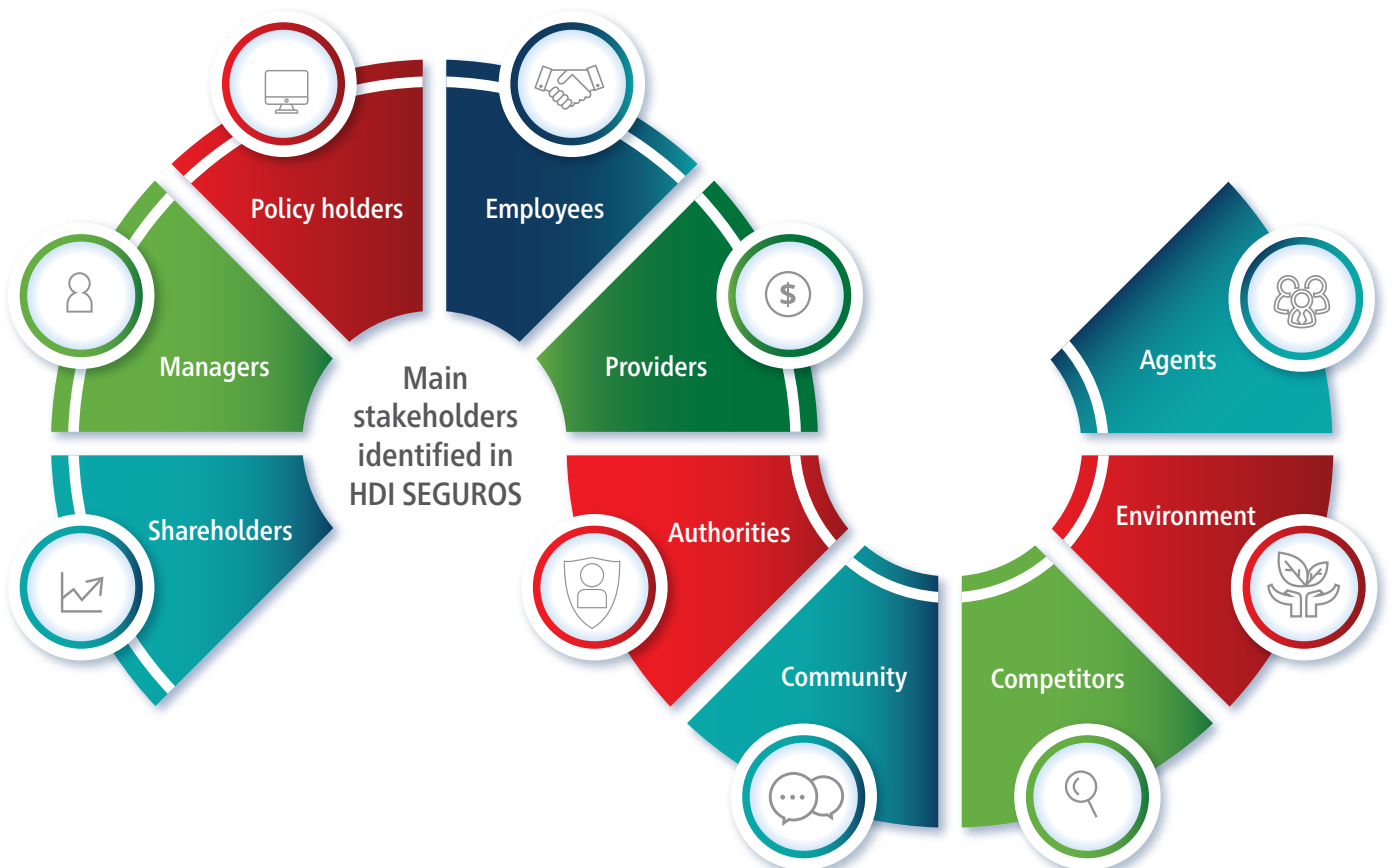 Main
stakeholders
identified in
HDI SEGUROS
Shareholders
Managers
Policy holders
Employees
Providers
$
Authorities
Community
Competitors
Environment
Agents